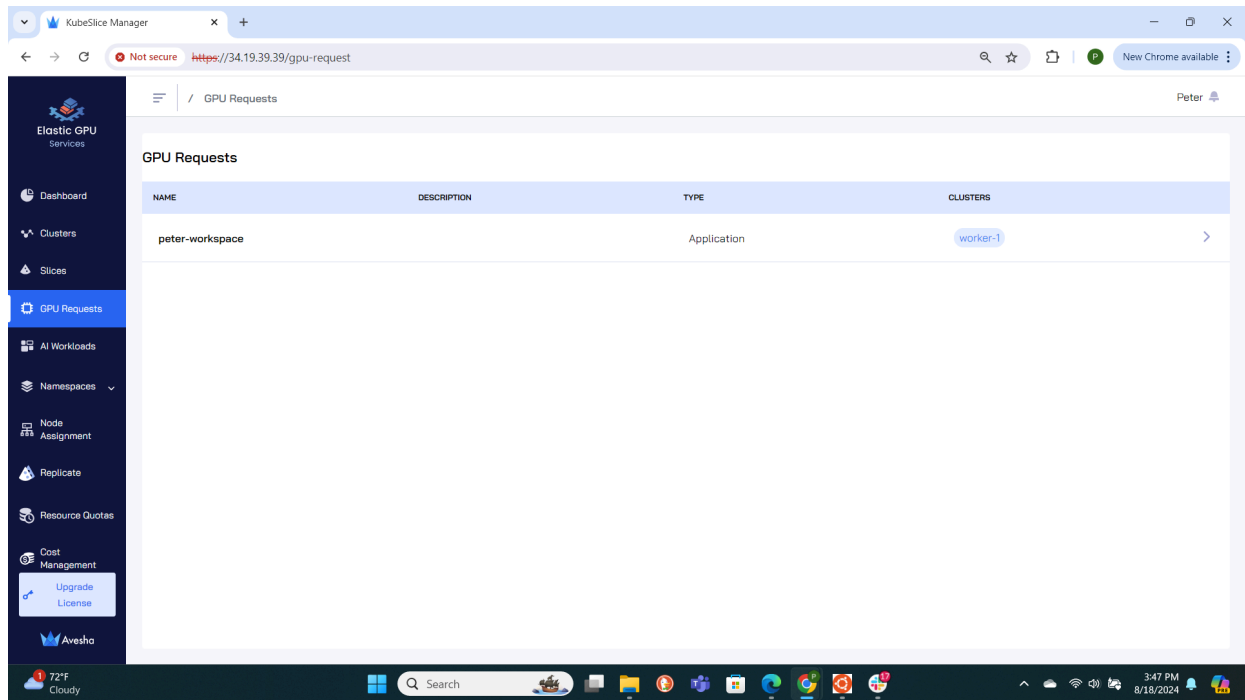 KubeSlice Manager
Not secure
https://34.19.39.39/gpu-request
P
New Chrome available
Elastic GPU
Services
/ GPU Requests
Peter
Dashboard
Clusters
Slices
GPU Requests
AI Workloads
Namespaces
Node
Assignment
Replicate
Resource Quotas
Cost
Management
Upgrade
License
Avesha
GPU Requests
NAME DESCRIPTION TYPE CLUSTERS
peter-workspace Application worker-1
1
72°F
Cloudy
Search
17
3:47 PM
8/18/2024